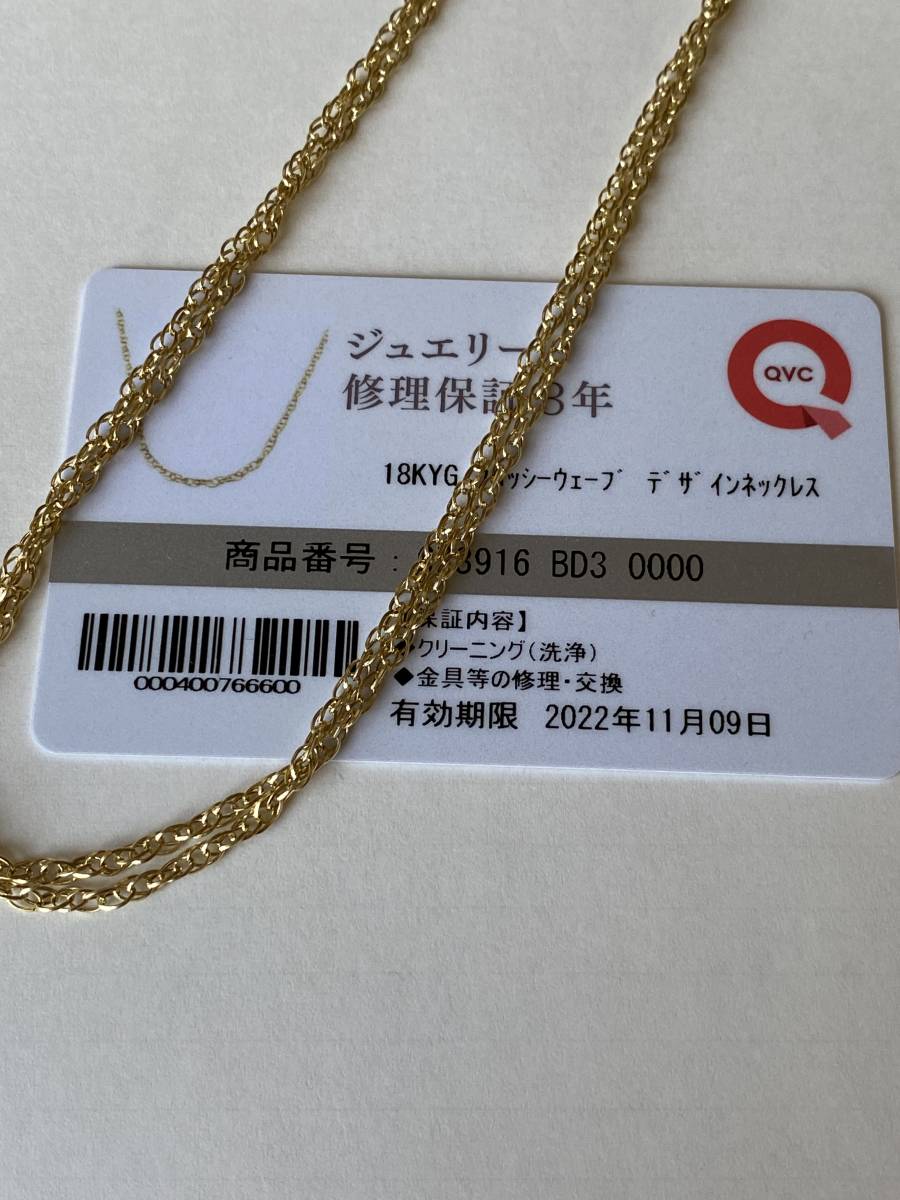 ジュエリー
修理保証3年
QVC
18KYG ッシーウェーブ デザインネックレス
商品番号: 3916 BD3 0000
保証内容】
◆クリーニング(洗浄)
◆金具等の修理・交換
000400766600
有効期限 2022年11月09日